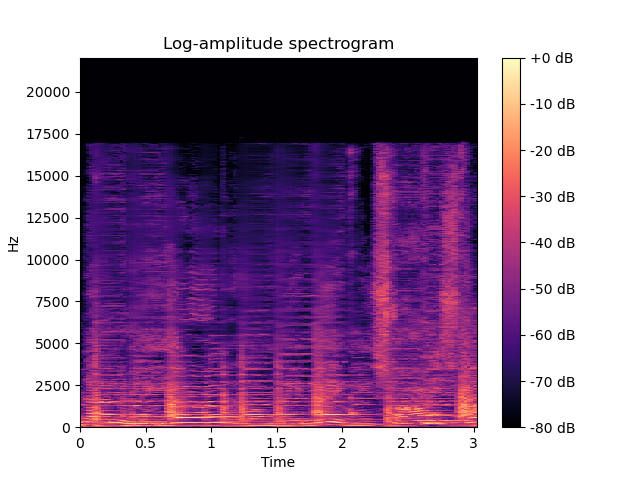 Log-amplitude spectrogram
Hz
20000
17500
15000
12500
10000
7500
5000
2500
0
0 0.5 1 1.5 2 2.5 3
Time
+0 dB
-10 dB
-20 dB
-30 dB
-40 dB
-50 dB
-60 dB
-70 dB
-80 dB